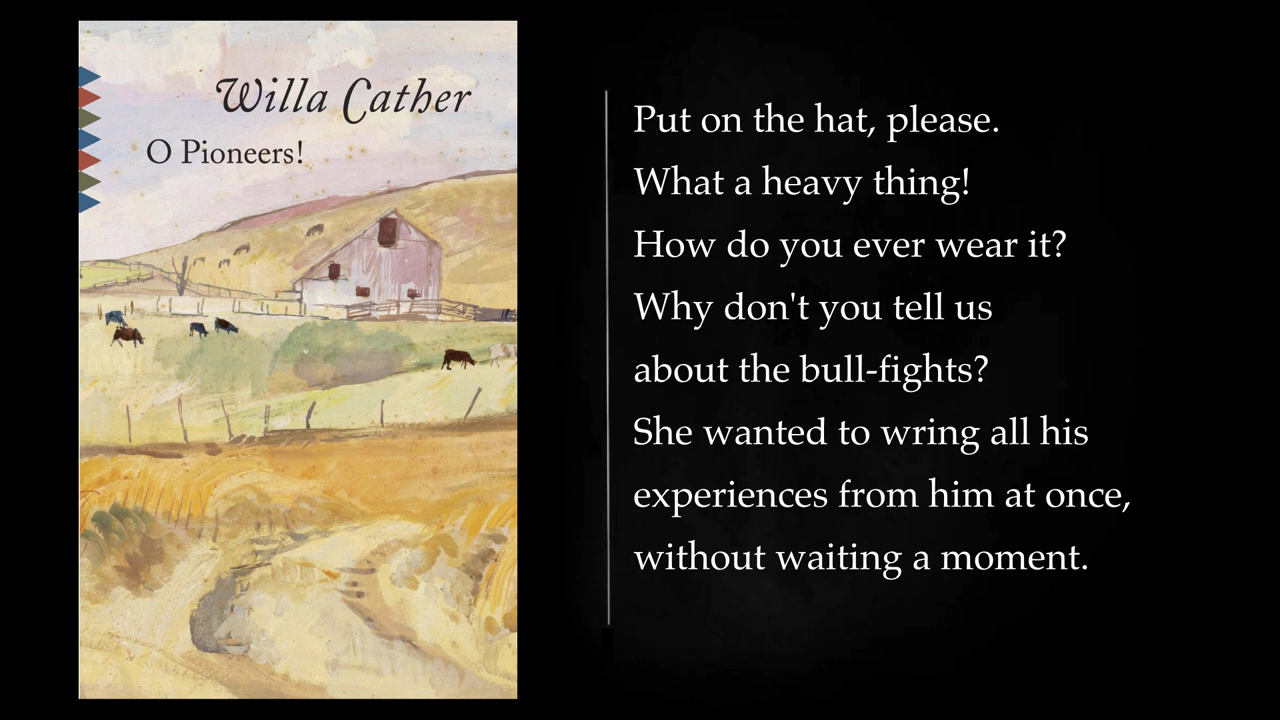 Willa Cather
O Pioneers!
Put on the hat, please.
What a heavy thing!
How do you ever wear it?
Why don't you tell us
about the bull-fights?
She wanted to wring all his
experiences from him at once,
without waiting a moment.